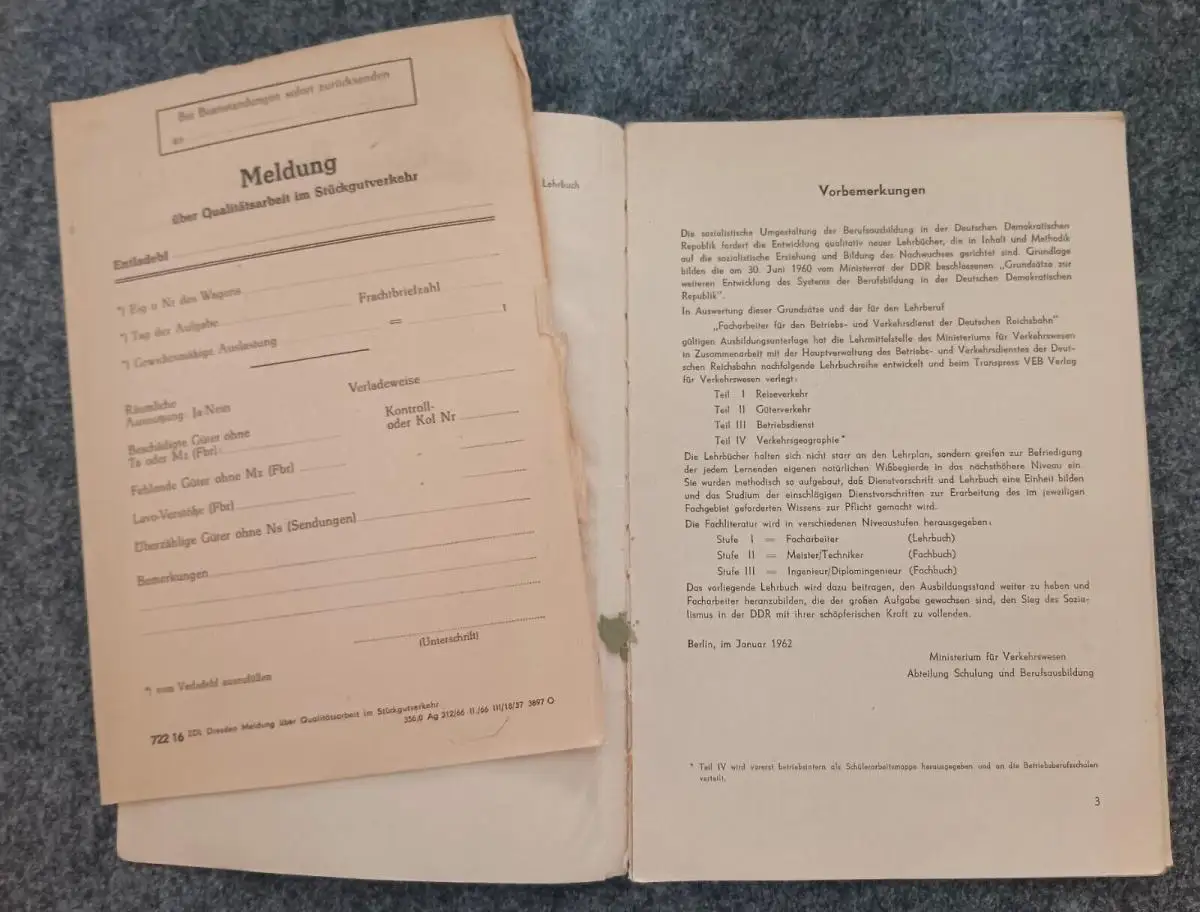 Bei Beanstandungen sofort zurücksenden
an
Meldung
über Qualitätsarbeit im Stückgutverkehr
Entladebf
*) Eig u Nr des Wagens
*) Tag der Aufgabe
Frachtbriefzahl
*) Gewichtsmäßige Auslastung
=
t
Räumliche
Ausnutzung: Ja/Nein
Verladeweise
Beschädigte Güter ohne
Ta oder Mz (Fbr):
Kontroll-
oder Kol Nr
Fehlende Güter ohne Mz (Fbr)
Lavo-Verstöße (Fbr)
Überzählige Güter ohne Ns (Sendungen)
Bemerkungen
(Unterschrift)
*) vom Verladebf auszufüllen
722 16 ZDL Dresden Meldung über Qualitätsarbeit im Stückgutverkehr
336,0 Ag 312/66 II/66 III/18/37 3897 O
Lehrbuch
Vorbemerkungen
Die sozialistische Umgestaltung der Berufsausbildung in der Deutschen Demokratischen
Republik fordert die Entwicklung qualitativ neuer Lehrbücher, die in Inhalt und Methodik
auf die sozialistische Erziehung und Bildung des Nachwuchses gerichtet sind. Grundlage
bilden die am 30. Juni 1960 vom Ministerrat der DDR beschlossenen „Grundsätze zur
weiteren Entwicklung des Systems der Berufsbildung in der Deutschen Demokratischen
Republik".
In Auswertung dieser Grundsätze und der für den Lehrberuf
„Facharbeiter für den Betriebs- und Verkehrsdienst der Deutschen Reichsbahn"
gültigen Ausbildungsunterlage hat die Lehrmittelstelle des Ministeriums für Verkehrswesen
in Zusammenarbeit mit der Hauptverwaltung des Betriebs- und Verkehrsdienstes der Deut-
schen Reichsbahn nachfolgende Lehrbuchreihe entwickelt und beim Transpress VEB Verlag
für Verkehrswesen verlegt:
Teil I Reiseverkehr
Teil II Güterverkehr
Teil III Betriebsdienst
Teil IV Verkehrsgeographie*
Die Lehrbücher halten sich nicht starr an den Lehrplan, sondern greifen zur Befriedigung
der jedem Lernenden eigenen natürlichen Wißbegierde in das nächsthöhere Niveau ein.
Sie wurden methodisch so aufgebaut, daß Dienstvorschrift und Lehrbuch eine Einheit bilden
und das Studium der einschlägigen Dienstvorschriften zur Erarbeitung des im jeweiligen
Fachgebiet geforderten Wissens zur Pflicht gemacht wird.
Die Fachliteratur wird in verschiedenen Niveaustufen herausgegeben:
Stufe I = Facharbeiter (Lehrbuch)
Stufe II = Meister/Techniker (Fachbuch)
Stufe III = Ingenieur/Diplomingenieur (Fachbuch)
Das vorliegende Lehrbuch wird dazu beitragen, den Ausbildungsstand weiter zu heben und
Facharbeiter heranzubilden, die der großen Aufgabe gewachsen sind, den Sieg des Sozia-
lismus in der DDR mit ihrer schöpferischen Kraft zu vollenden.
Berlin, im Januar 1962
Ministerium für Verkehrswesen
Abteilung Schulung und Berufsausbildung
* Teil IV wird vorerst betriebsintern als Schülerarbeitsmappe herausgegeben und an die Betriebsberufsschulen
verteilt.
3